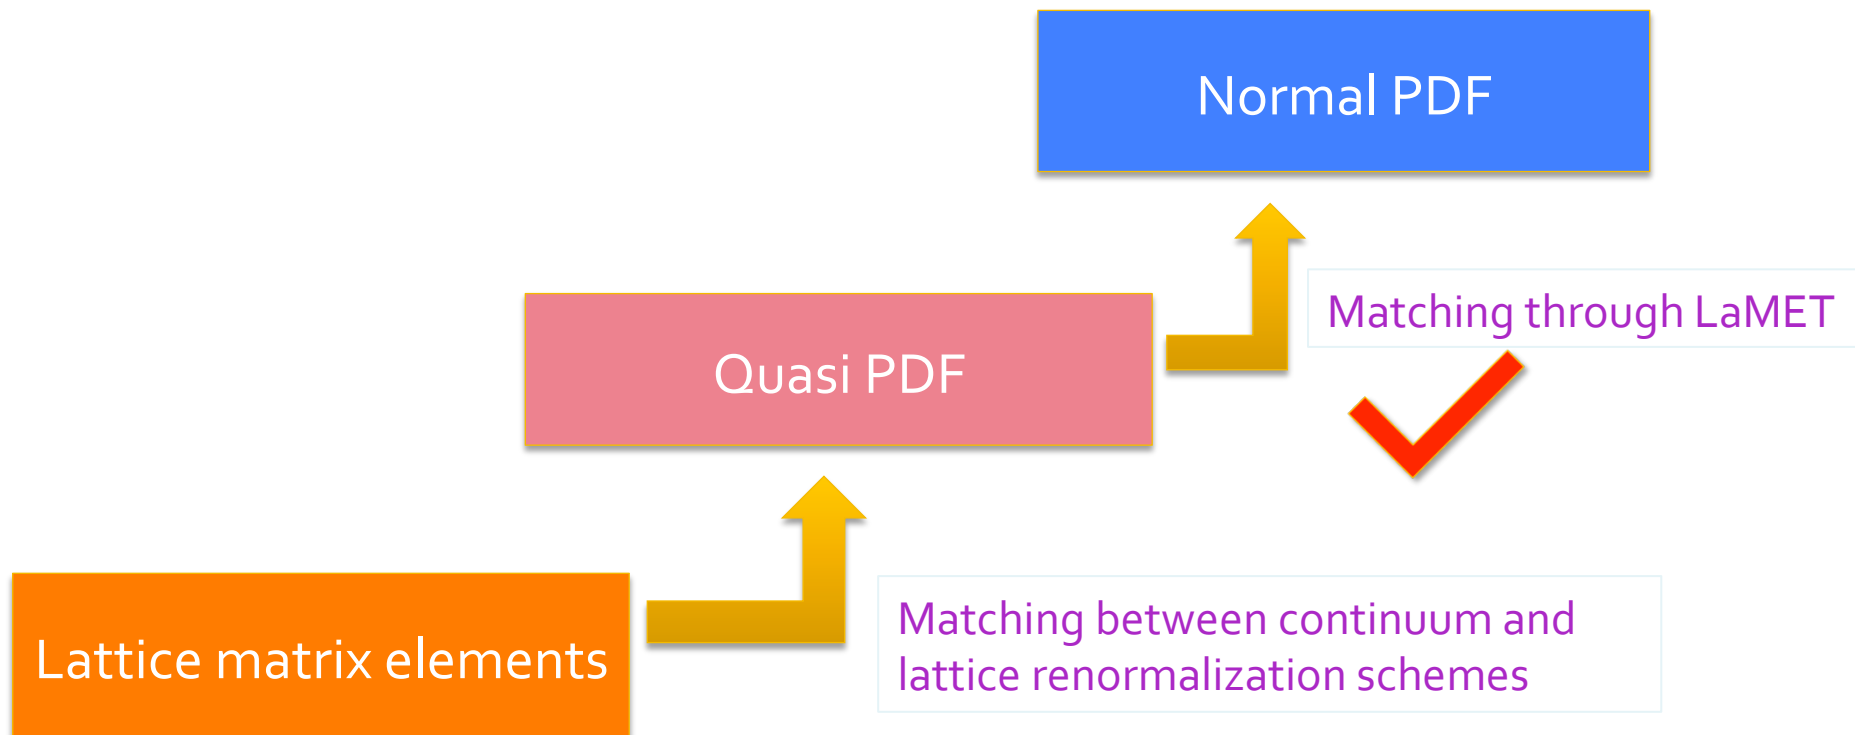 Normal PDF
Matching through LaMET
Quasi PDF
Matching between continuum and
lattice renormalization schemes
Lattice matrix elements